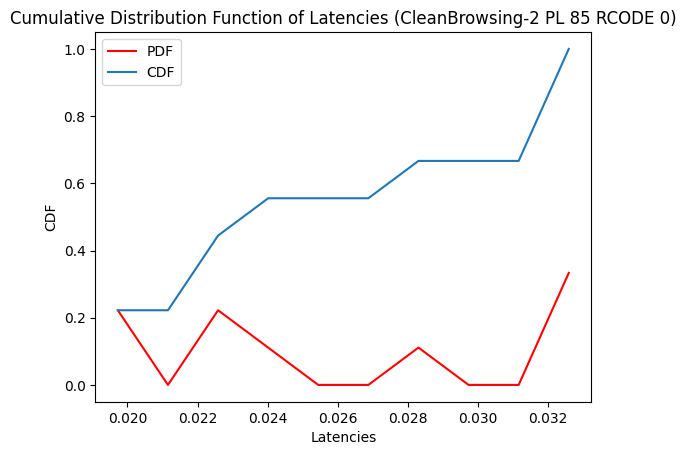 Cumulative Distribution Function of Latencies (CleanBrowsing-2 PL 85 RCODE 0)
PDF
CDF
CDF
1.0
0.8
0.6
0.4
0.2
0.0
0.020 0.022 0.024 0.026 0.028 0.030 0.032
Latencies